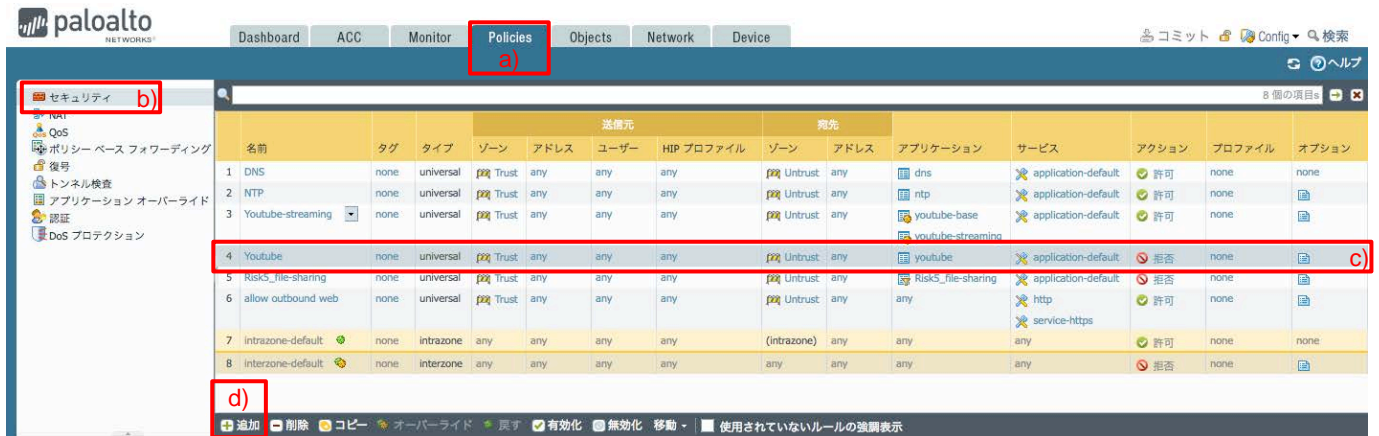 paloalto
NETWORKS®
Dashboard ACC Monitor Policies Objects Network Device
コミット Config 検索
a)
ヘルプ
セキュリティ b)
8 個の項目s
NAT
QoS
ポリシー ベース フォワーディング
復号
トンネル検査
アプリケーション オーバーライド
認証
DoS プロテクション
送信元 宛先
名前 タグ タイプ ゾーン アドレス ユーザー HIP プロファイル ゾーン アドレス アプリケーション サービス アクション プロファイル オプション
1 DNS none universal Trust any any any Untrust any dns application-default 許可 none none
2 NTP none universal Trust any any any Untrust any ntp application-default 許可 none
3 Youtube-streaming none universal Trust any any any Untrust any youtube-base application-default 許可 none
youtube-streaming
4 Youtube none universal Trust any any any Untrust any youtube application-default 拒否 none c)
5 Risk5_file-sharing none universal Trust any any any Untrust any Risk5_file-sharing application-default 拒否 none
6 allow outbound web none universal Trust any any any Untrust any any http 許可 none
service-https
7 intrazone-default none intrazone any any any any (intrazone) any any any 許可 none none
8 interzone-default none interzone any any any any any any any any 拒否 none
d)
追加 削除 コピー オーバーライド 戻す 有効化 無効化 移動 使用されていないルールの強調表示